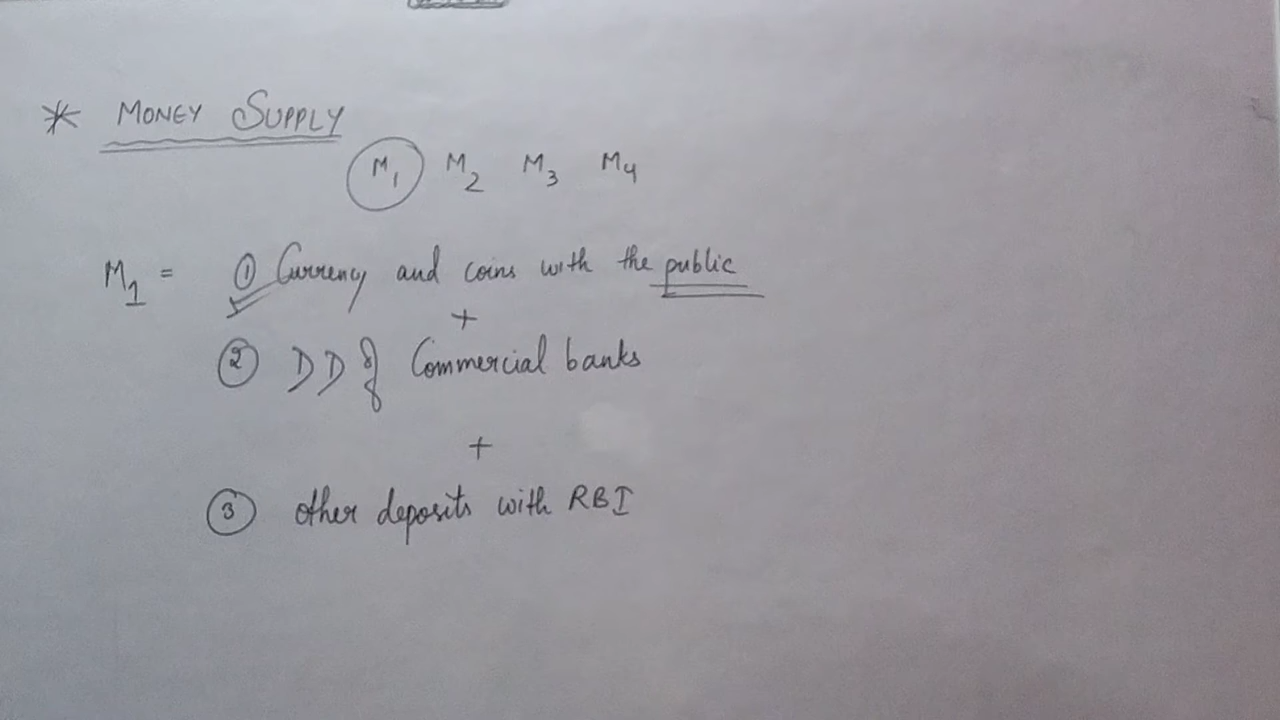 * MONEY SUPPLY
M1 M2 M3 M4
M1 = ① Currency and coins with the public
+
② DD of Commercial banks
+
③ other deposits with RBI